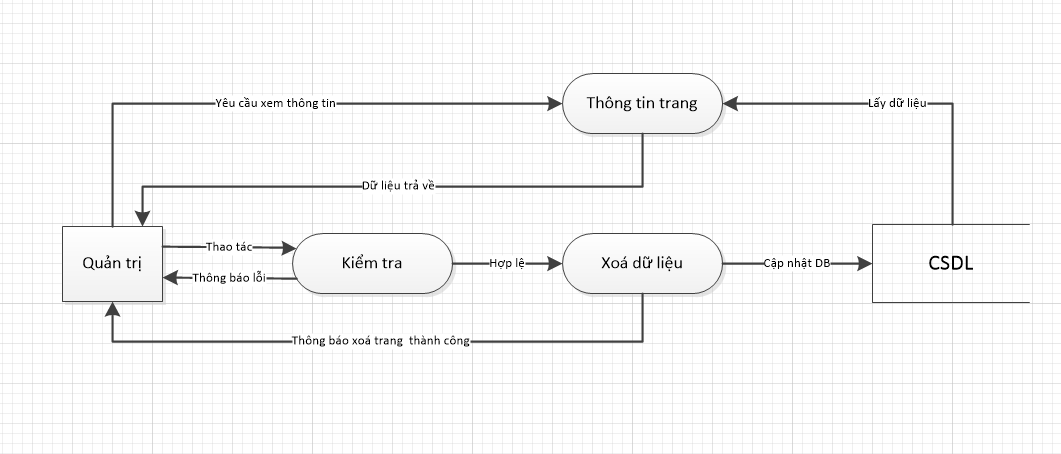 Yêu cầu xem thông tin
Thông tin trang
Lấy dữ liệu
Dữ liệu trả về
Quản trị
Thao tác
Thông báo lỗi
Kiểm tra
Hợp lệ
Xoá dữ liệu
Cập nhật DB
CSDL
Thông báo xoá trang thành công